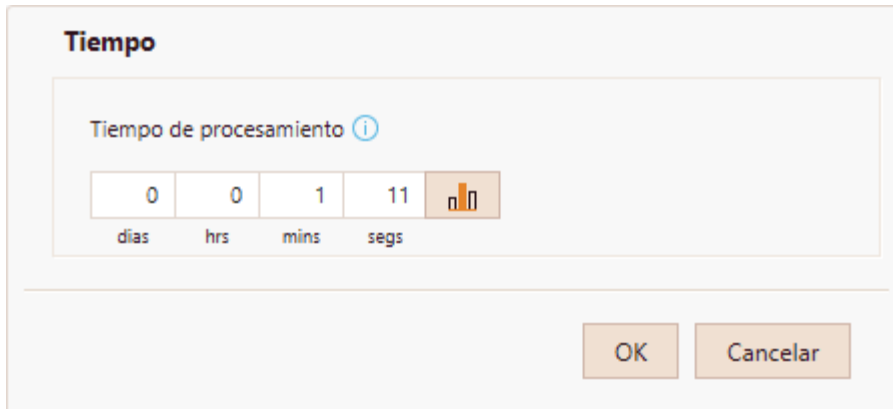 Tiempo
Tiempo de procesamiento
0 0 1 11
dias hrs mins segs
OK Cancelar